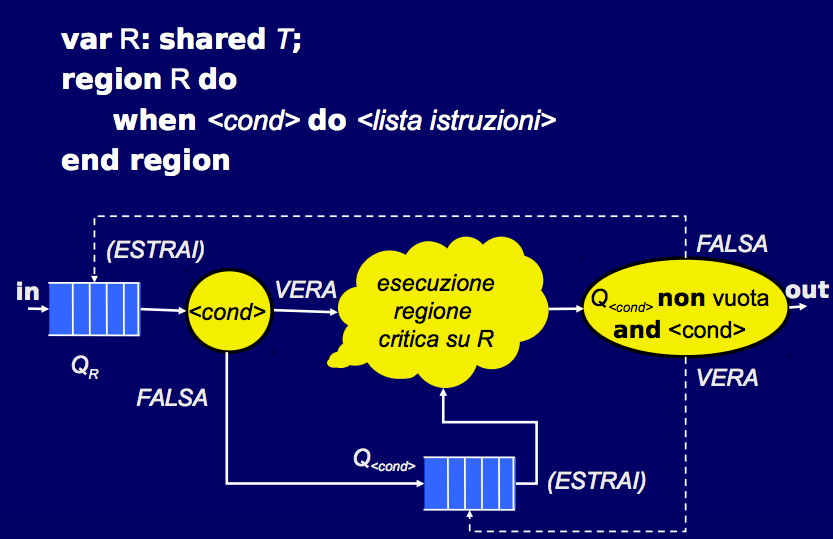 var R: shared T;
region R do
when <cond> do <lista istruzioni>
end region
(ESTRAI)
FALSA
in
<cond>
VERA
esecuzione
regione
critica su R
Q<cond> non vuota
and <cond>
out
QR
FALSA
VERA
Q<cond>
(ESTRAI)